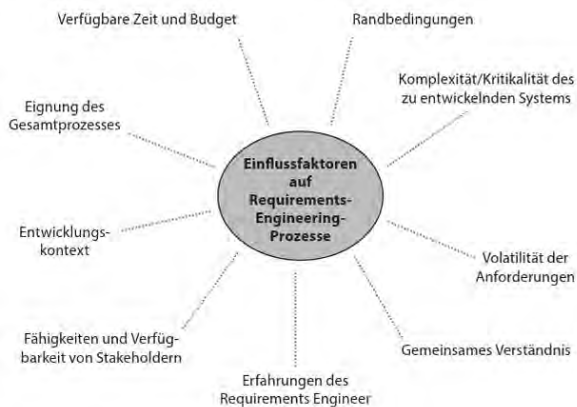 Verfügbare Zeit und Budget
Randbedingungen
Komplexität/Kritikalität des
zu entwickelnden Systems
Eignung des
Gesamtprozesses
Einflussfaktoren
auf
Requirements-
Engineering-
Prozesse
Entwicklungs-
kontext
Volatilität der
Anforderungen
Fähigkeiten und Verfüg-
barkeit von Stakeholdern
Gemeinsames Verständnis
Erfahrungen des
Requirements Engineer